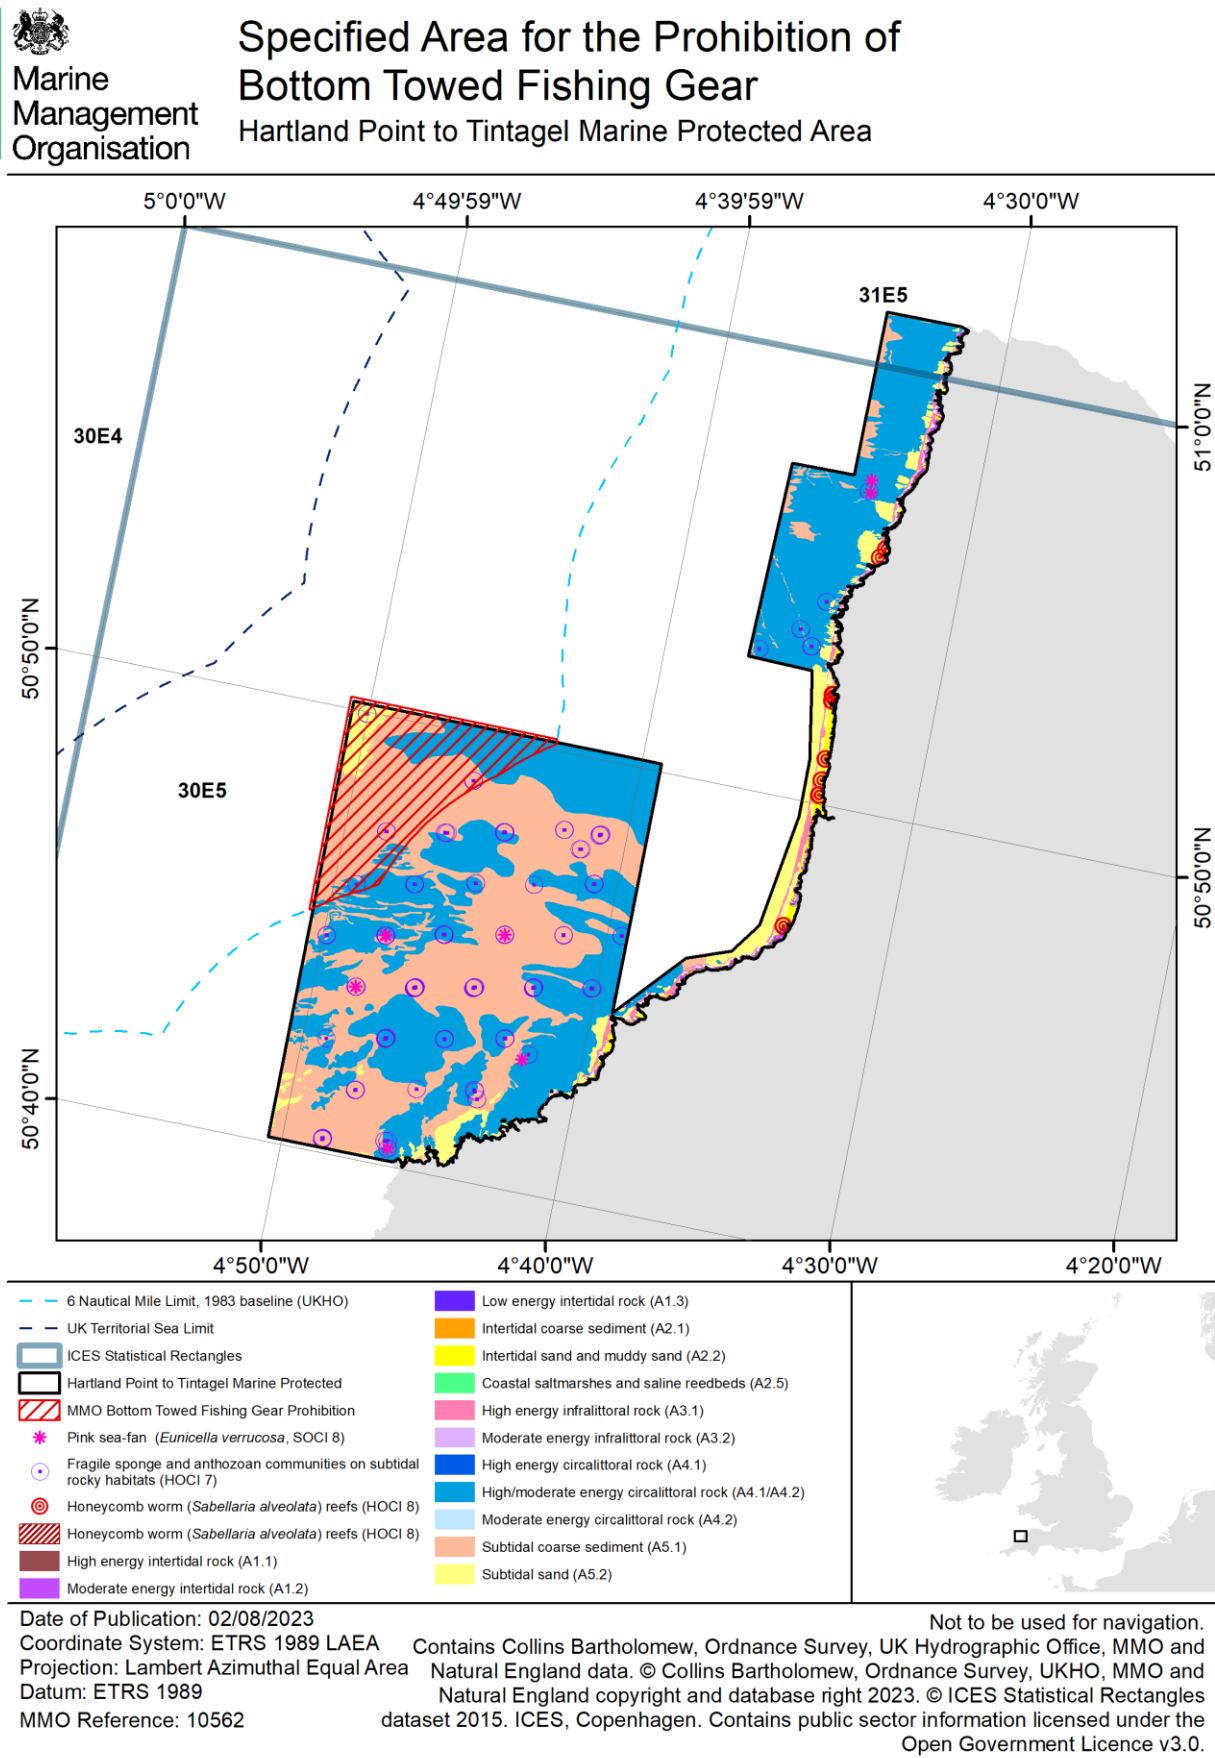 Marine
Management
Organisation
Specified Area for the Prohibition of
Bottom Towed Fishing Gear
Hartland Point to Tintagel Marine Protected Area
5°0'0"W
4°49'59"W
4°39'59"W
4°30'0"W
31E5
30E4
51°0'0"N
50°50'0"N
30E5
50°50'0"N
50°40'0"N
4°50'0"W
4°40'0"W
4°30'0"W
4°20'0"W
6 Nautical Mile Limit, 1983 baseline (UKHO)
UK Territorial Sea Limit
ICES Statistical Rectangles
Hartland Point to Tintagel Marine Protected
MMO Bottom Towed Fishing Gear Prohibition
Pink sea-fan (Eunicella verrucosa, SOCI 8)
Fragile sponge and anthozoan communities on subtidal
rocky habitats (HOCI 7)
Honeycomb worm (Sabellaria alveolata) reefs (HOCI 8)
Honeycomb worm (Sabellaria alveolata) reefs (HOCI 8)
High energy intertidal rock (A1.1)
Moderate energy intertidal rock (A1.2)
Low energy intertidal rock (A1.3)
Intertidal coarse sediment (A2.1)
Intertidal sand and muddy sand (A2.2)
Coastal saltmarshes and saline reedbeds (A2.5)
High energy infralittoral rock (A3.1)
Moderate energy infralittoral rock (A3.2)
High energy circalittoral rock (A4.1)
High/moderate energy circalittoral rock (A4.1/A4.2)
Moderate energy circalittoral rock (A4.2)
Subtidal coarse sediment (A5.1)
Subtidal sand (A5.2)
Date of Publication: 02/08/2023
Coordinate System: ETRS 1989 LAEA
Projection: Lambert Azimuthal Equal Area
Datum: ETRS 1989
MMO Reference: 10562
Not to be used for navigation.
Contains Collins Bartholomew, Ordnance Survey, UK Hydrographic Office, MMO and
Natural England data. © Collins Bartholomew, Ordnance Survey, UKHO, MMO and
Natural England copyright and database right 2023. © ICES Statistical Rectangles
dataset 2015. ICES, Copenhagen. Contains public sector information licensed under the
Open Government Licence v3.0.